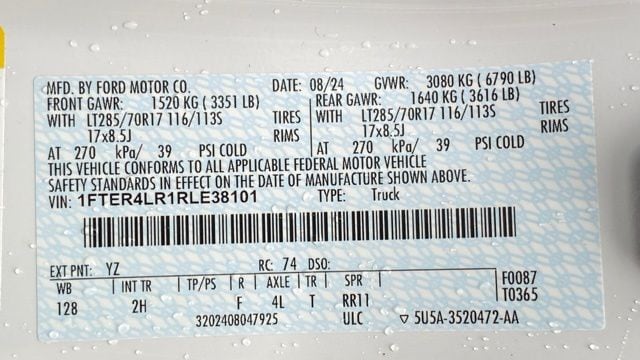 MFD. BY FORD MOTOR CO. DATE: 08/24 GVWR: 3080 KG ( 6790 LB)
FRONT GAWR: 1520 KG ( 3351 LB) REAR GAWR: 1640 KG ( 3616 LB)
WITH LT285/70R17 116/113S TIRES WITH LT285/70R17 116/113S TIRES
17x8.5J RIMS 17x8.5J RIMS
AT 270 kPa/ 39 PSI COLD AT 270 kPa/ 39 PSI COLD
THIS VEHICLE CONFORMS TO ALL APPLICABLE FEDERAL MOTOR VEHICLE
SAFETY STANDARDS IN EFFECT ON THE DATE OF MANUFACTURE SHOWN ABOVE.
VIN: 1FTER4LR1RLE38101 TYPE: Truck
EXT PNT: YZ RC: 74 DSO:
WB INT TR TP/PS R AXLE TR SPR F0087
128 2H F 4L T RR11 T0365
3202408047925 ULC ▽ 5U5A-3520472-AA